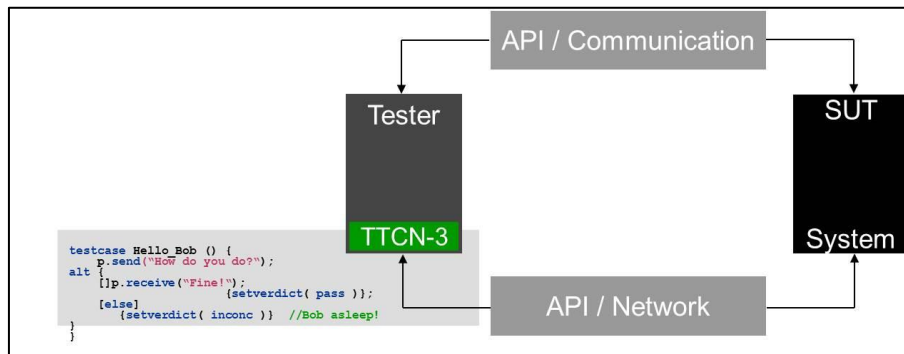 API / Communication
Tester
SUT
TTCN-3
System
API / Network
testcase Hello_Bob () {
p.send("How do you do?");
alt {
[]p.receive("Fine!");
{setverdict( pass )};
[else]
{setverdict( inconc )} //Bob asleep!
}
}